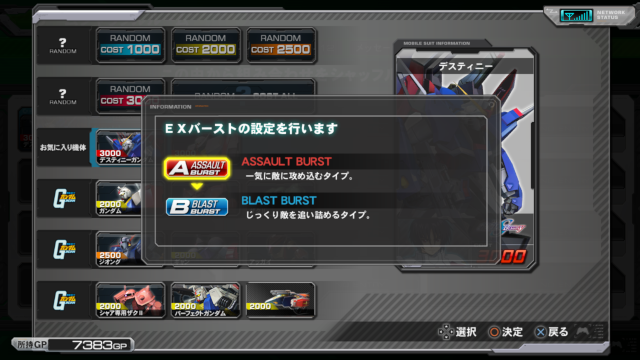 NETWORK
STATUS
?
RANDOM
RANDOM
COST 1000
RANDOM
COST 2000
RANDOM
COST 2500
MOBILE SUIT INFORMATION
デスティニー
?
RANDOM
RANDOM
COST
RANDOM
INFORMATION
EXバーストの設定を行います
A ASSAULT BURST
ASSAULT BURST
一気に敵に攻め込むタイプ。
B BLAST BURST
BLAST BURST
じっくり敵を追い詰めるタイプ。
お気に入り機体
3000
デスティニーガン
2000
ガンダム
2500
ジオング
2000
シャア専用ザクⅡ
2000
パーフェクトガンダム
2000
所持GP 7383GP
選択 決定 戻る